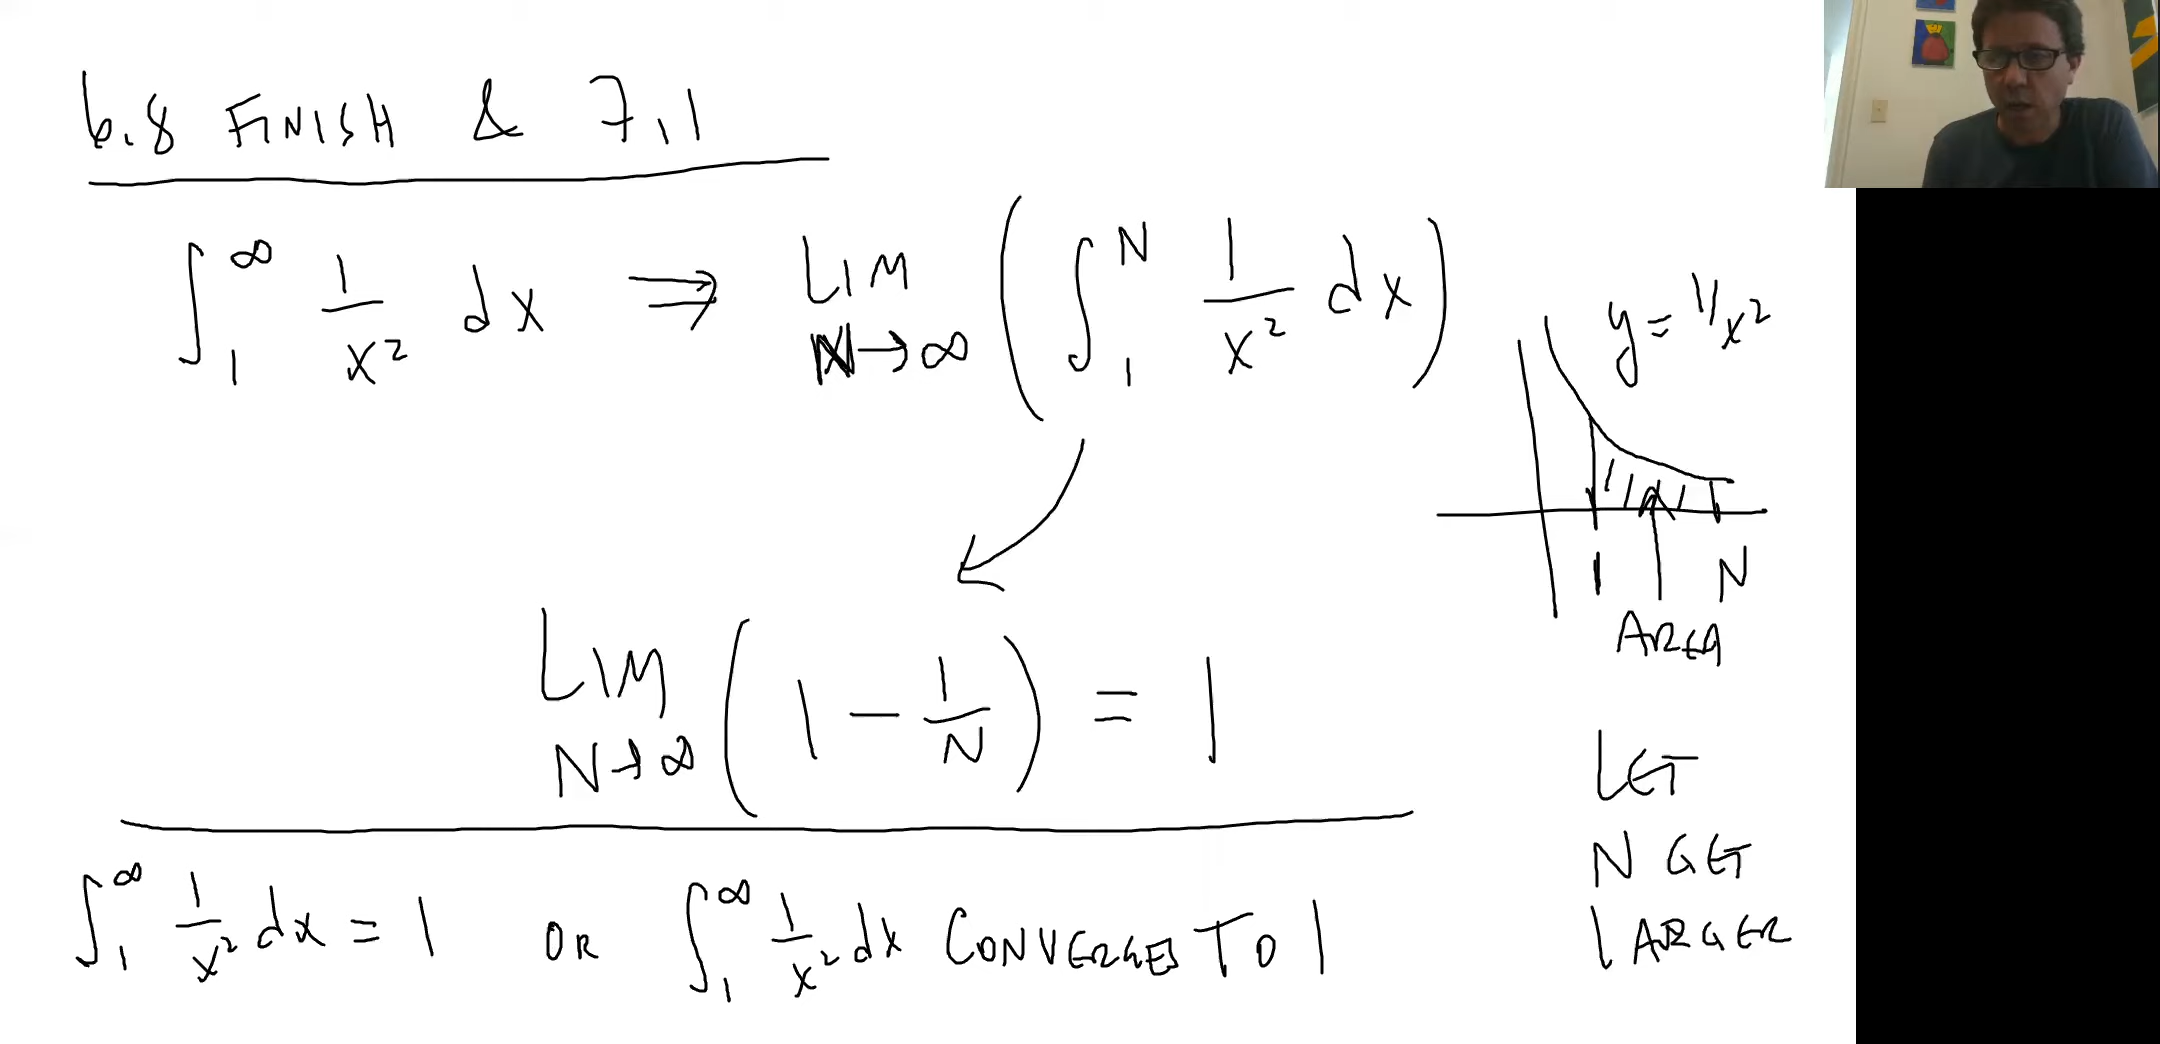 6.8 FINISH & 7.1
∫₁^∞ 1/x² dx ⇒ LIM N→∞ (∫₁^N 1/x² dx)
y = 1/x²
1 N
AREA
LIM N→∞ (1 - 1/N) = 1
LET
N GET
LARGER
∫₁^∞ 1/x² dx = 1 OR ∫₁^∞ 1/x² dx CONVERGES TO 1